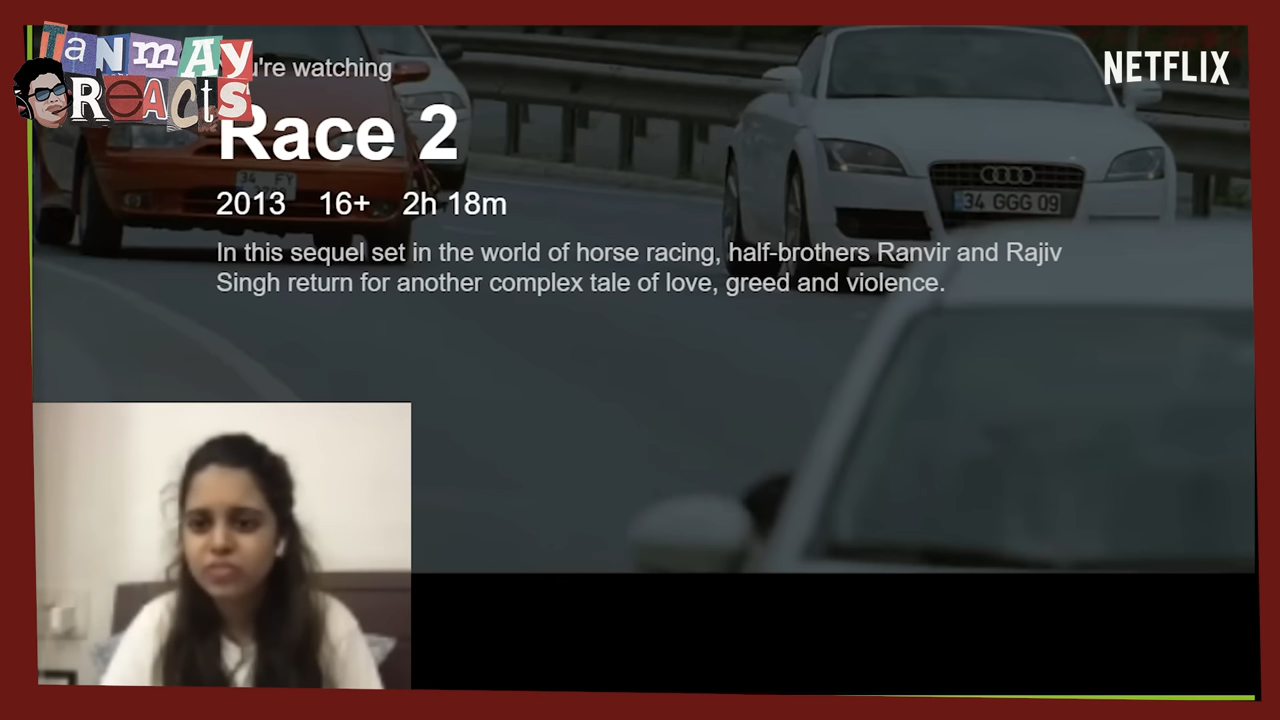 TANMAY
REACTS
u're watching
NETFLIX
Race 2
2013 16+ 2h 18m
In this sequel set in the world of horse racing, half-brothers Ranvir and Rajiv
Singh return for another complex tale of love, greed and violence.
34 GGG 09